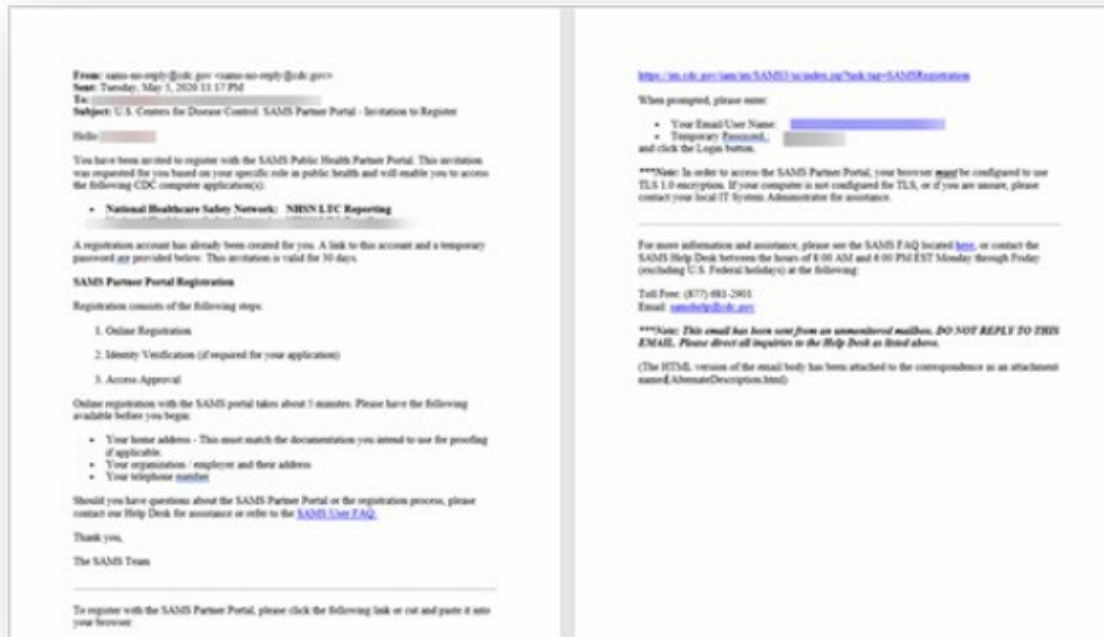 From: sams-no-reply@cdc.gov <sams-no-reply@cdc.gov>
Sent: Tuesday, May 5, 2020 11:17 PM
To:
Subject: U.S. Centers for Disease Control: SAMS Partner Portal - Invitation to Register
Hello
You have been invited to register with the SAMS Public Health Partner Portal. This invitation
was requested for you based on your specific role in public health and will enable you to access
the following CDC computer application(s):
• National Healthcare Safety Network: NHSN LTC Reporting
A registration account has already been created for you. A link to this account and a temporary
password are provided below. This invitation is valid for 30 days.
SAMS Partner Portal Registration
Registration consists of the following steps:
1. Online Registration
2. Identity Verification (if required for your application)
3. Access Approval
Online registration with the SAMS portal takes about 5 minutes. Please have the following
available before you begin:
• Your home address - This must match the documentation you intend to use for proofing
if applicable.
• Your organization / employer and their address
• Your telephone number
Should you have questions about the SAMS Partner Portal or the registration process, please
contact our Help Desk for assistance or refer to the SAMS User FAQ.
Thank you,
The SAMS Team
To register with the SAMS Partner Portal, please click the following link or cut and paste it into
your browser:
When prompted, please enter:
• Your Email/User Name:
• Temporary Password:
and click the Login button.
***Note: In order to access the SAMS Partner Portal, your browser must be configured to use
TLS 1.0 encryption. If your computer is not configured for TLS, or if you are unsure, please
contact your local IT System Administrator for assistance.
For more information and assistance, please see the SAMS FAQ located here, or contact the
SAMS Help Desk between the hours of 8:00 AM and 6:00 PM EST Monday through Friday
(excluding U.S. Federal holidays) at the following:
Toll Free: (877) 681-2901
Email: samshelp@cdc.gov
***Note: This email has been sent from an unmonitored mailbox. DO NOT REPLY TO THIS
EMAIL. Please direct all inquiries to the Help Desk as listed above.
(The HTML version of the email body has been attached to the correspondence as an attachment
named AlternateDescription.html)